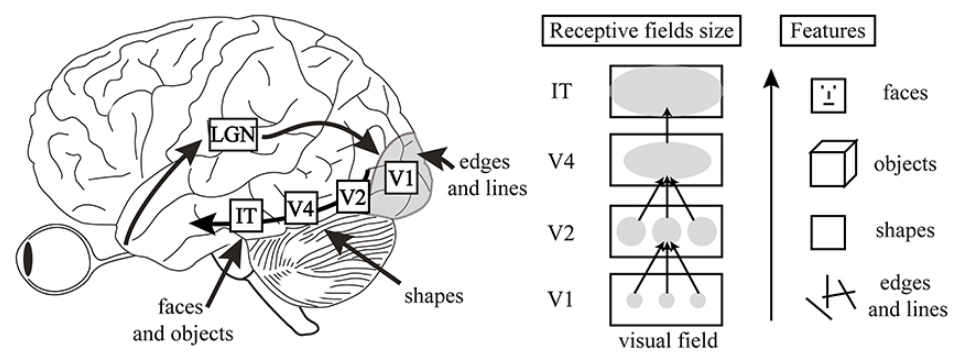 LGN
V1
V2
V4
IT
edges
and lines
shapes
faces
and objects
Receptive fields size
IT
V4
V2
V1
visual field
Features
faces
objects
shapes
edges
and lines